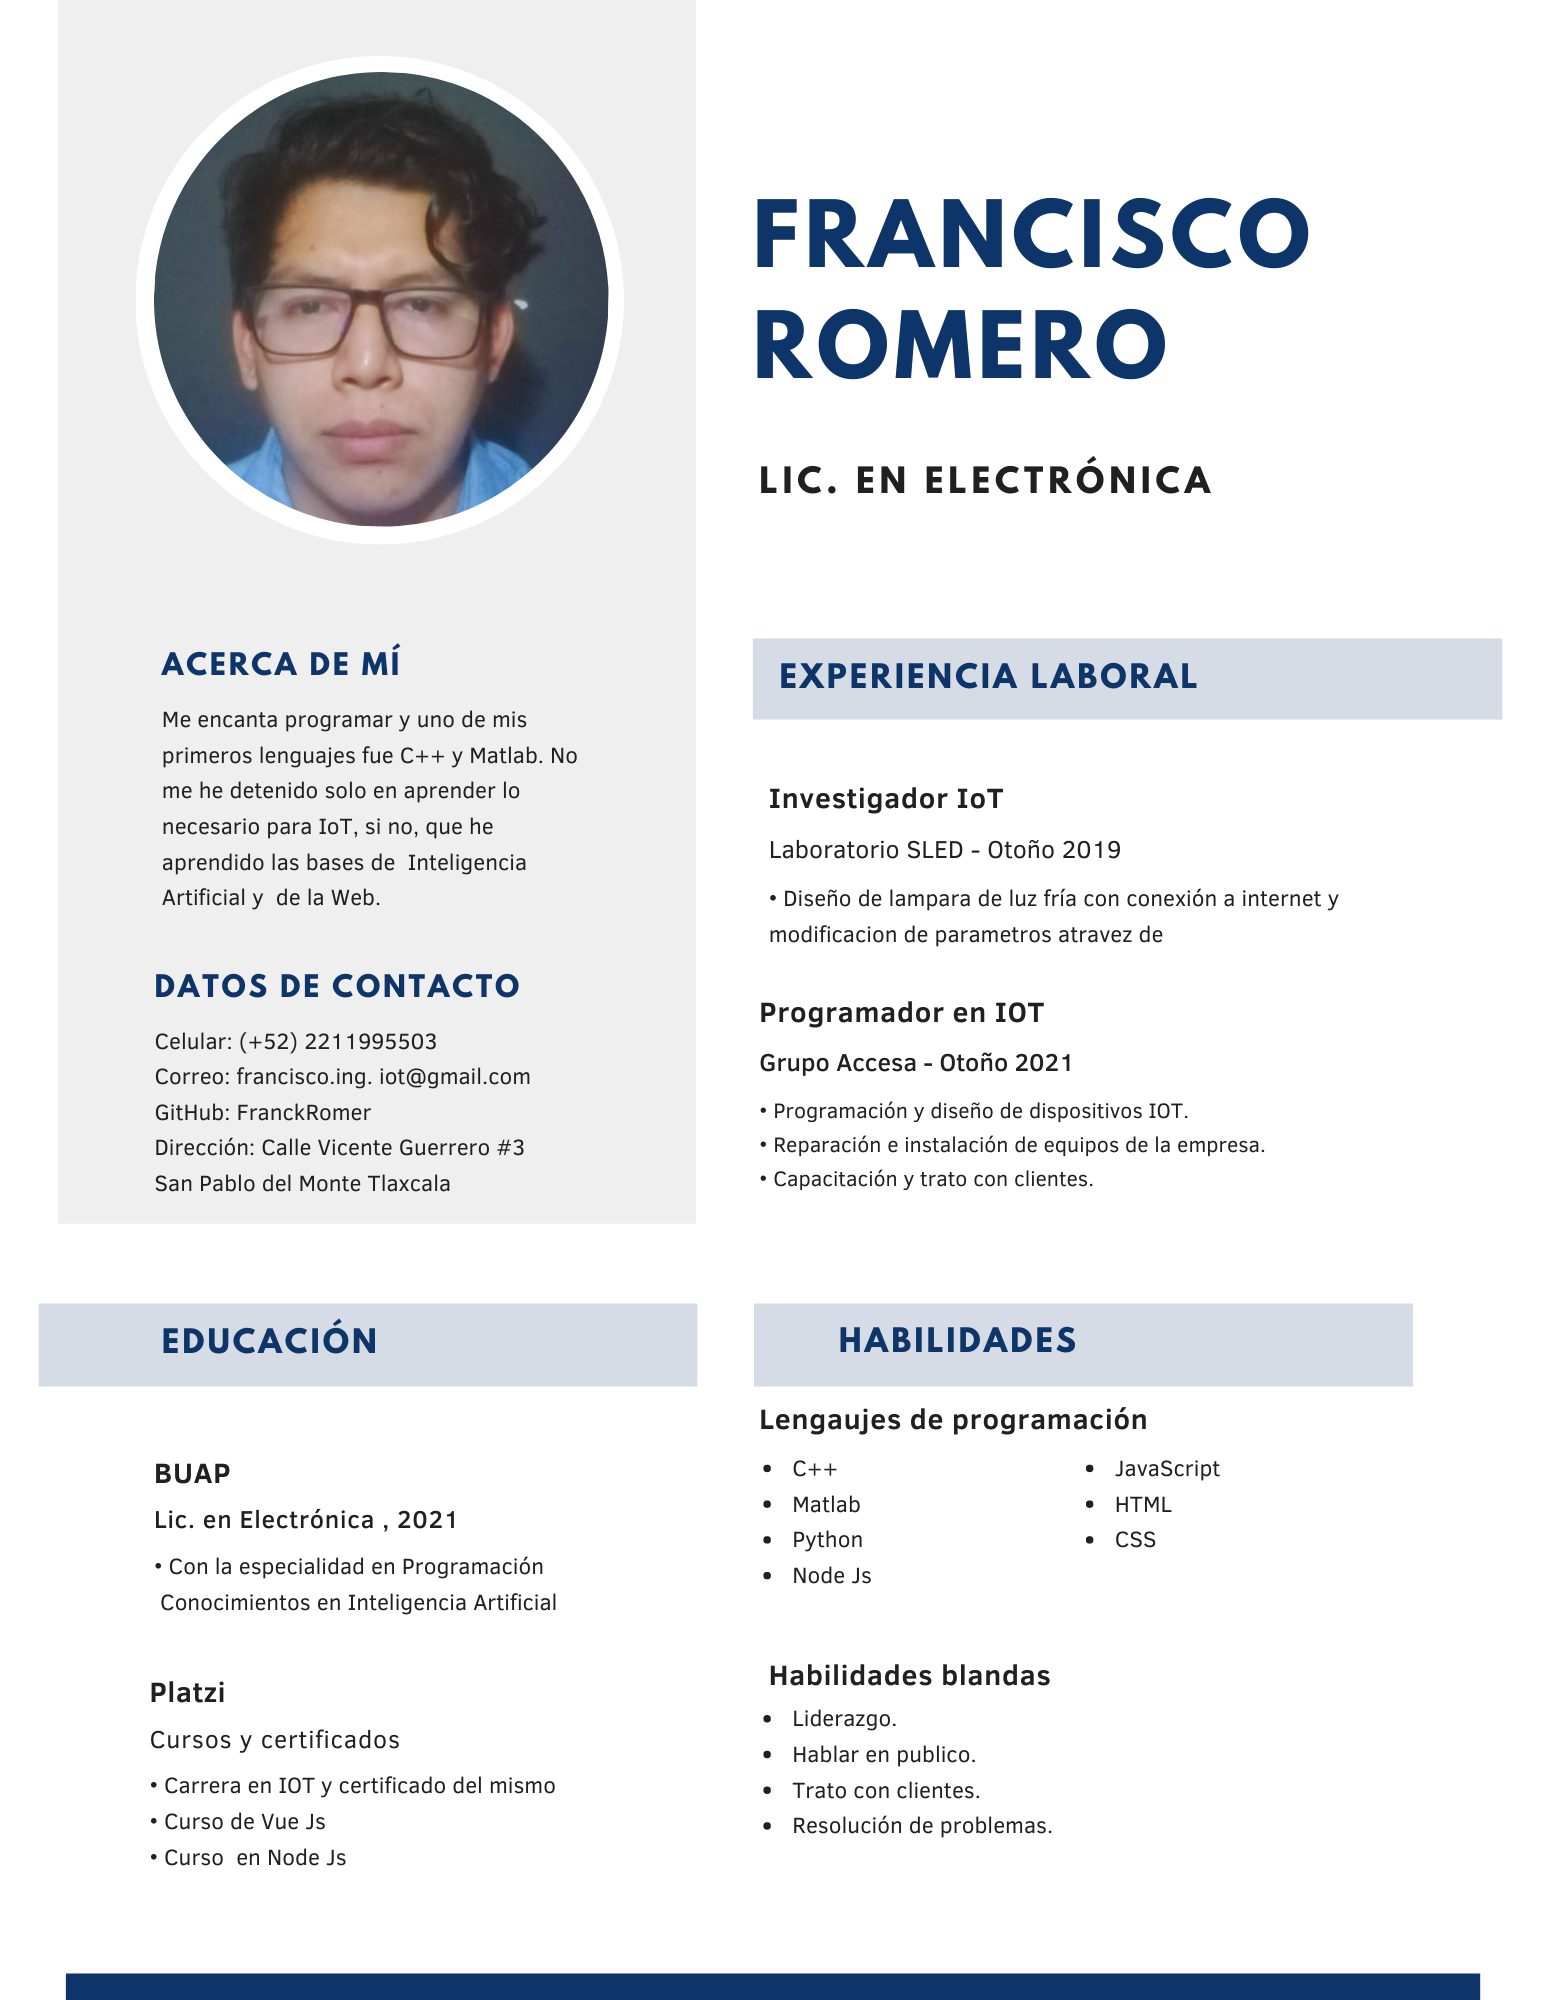 FRANCISCO
ROMERO
LIC. EN ELECTRÓNICA
ACERCA DE MÍ
Me encanta programar y uno de mis
primeros lenguajes fue C++ y Matlab. No
me he detenido solo en aprender lo
necesario para IoT, si no, que he
aprendido las bases de  Inteligencia
Artificial y  de la Web.
DATOS DE CONTACTO
Celular: (+52) 2211995503
Correo: francisco.ing. iot@gmail.com
GitHub: FranckRomer
Dirección: Calle Vicente Guerrero #3
San Pablo del Monte Tlaxcala
EXPERIENCIA LABORAL
Investigador IoT
Laboratorio SLED - Otoño 2019
• Diseño de lampara de luz fría con conexión a internet y
modificacion de parametros atravez de
Programador en IOT
Grupo Accesa - Otoño 2021
• Programación y diseño de dispositivos IOT.
• Reparación e instalación de equipos de la empresa.
• Capacitación y trato con clientes.
EDUCACIÓN
BUAP
Lic. en Electrónica , 2021
• Con la especialidad en Programación
Conocimientos en Inteligencia Artificial
Platzi
Cursos y certificados
• Carrera en IOT y certificado del mismo
• Curso de Vue Js
• Curso  en Node Js
HABILIDADES
Lengaujes de programación
• C++
• Matlab
• Python
• Node Js
• JavaScript
• HTML
• CSS
Habilidades blandas
• Liderazgo.
• Hablar en publico.
• Trato con clientes.
• Resolución de problemas.